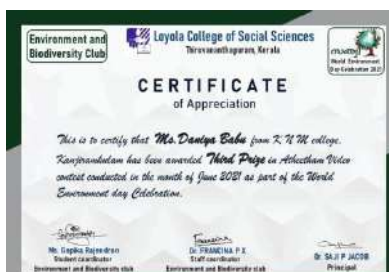 Environment and
Biodiversity Club
Loyola College of Social Sciences
Thiruvananthapuram, Kerala
World Environment
Day Celebration 2021
CERTIFICATE
of Appreciation
This is to certify that Ms. Daniya Babu from K N M college,
Kanjiramkulam has been awarded Third Prize in Atheetham Video
contest conducted in the month of June 2021 as part of the World
Environment day Celebration.
Ms. Gopika Rajendran
Student coordinator
Environment and Biodiversity club
Dr. FRANCINA P X
Staff coordinator
Environment and Biodiversity club
Dr SAJI P JACOB
Principal